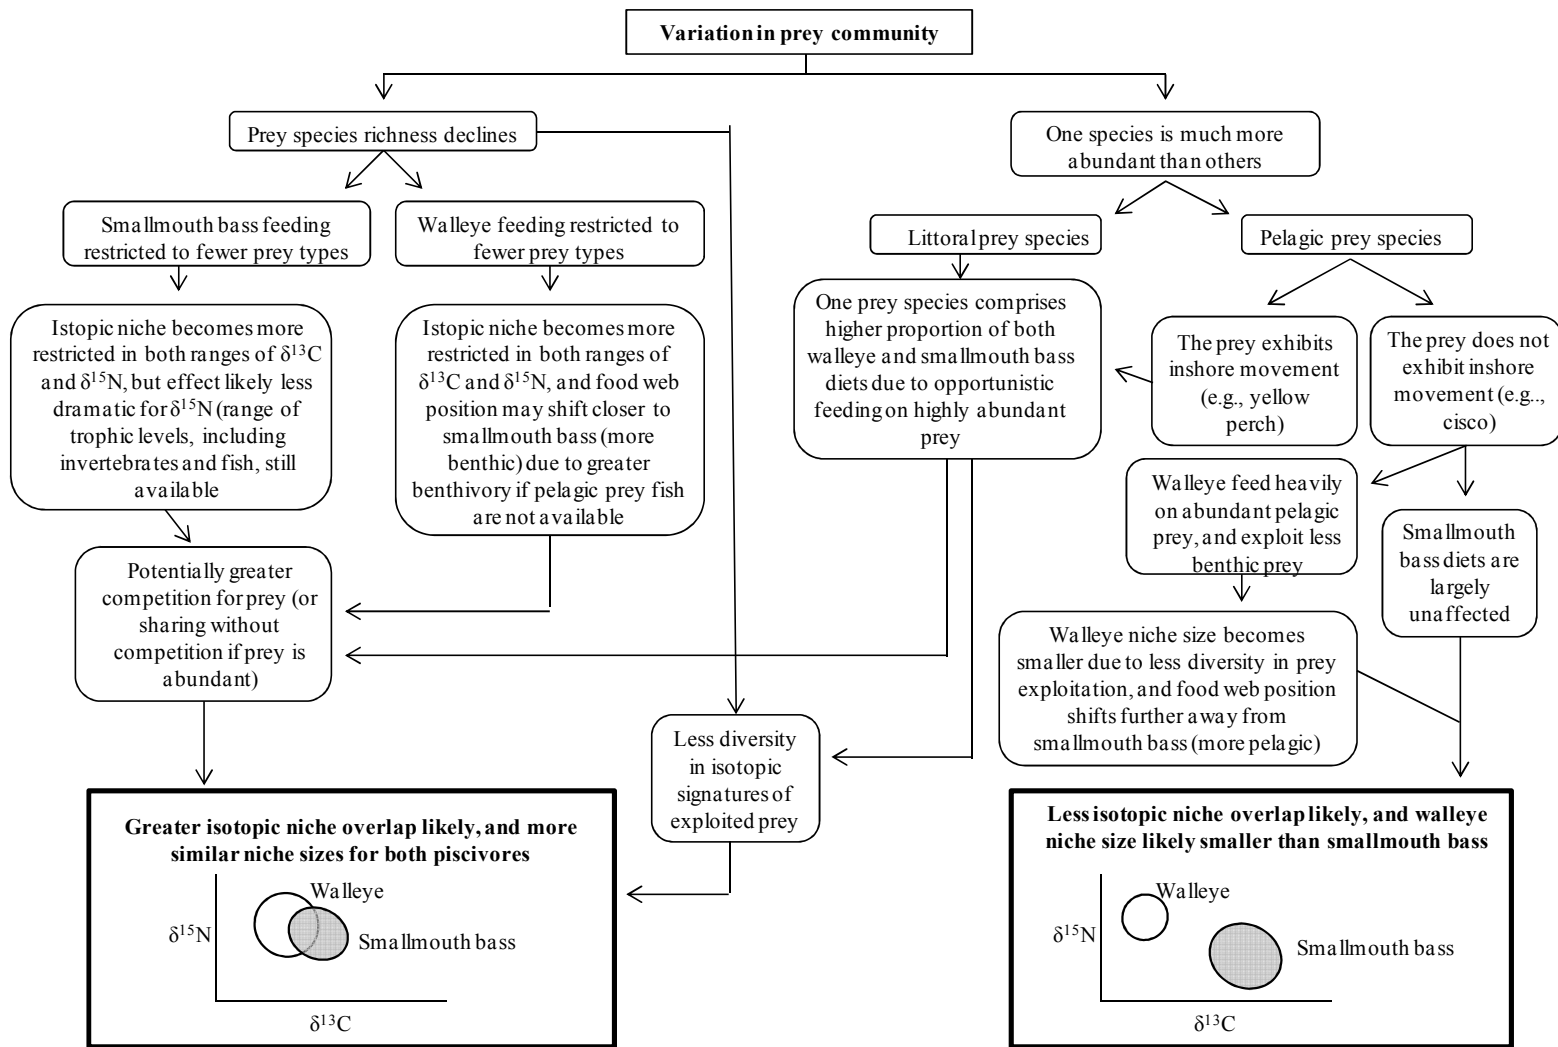 Variation in prey community
Prey species richness declines
One species is much more
abundant than others
Smallmouth bass feeding
restricted to fewer prey types
Walleye feeding restricted to
fewer prey types
Littoral prey species
Pelagic prey species
Istopic niche becomes more
restricted in both ranges of δ¹³C
and δ¹⁵N, but effect likely less
dramatic for δ¹⁵N (range of
trophic levels, including
invertebrates and fish, still
available
Istopic niche becomes more
restricted in both ranges of
δ¹³C and δ¹⁵N, and food web
position may shift closer to
smallmouth bass (more
benthic) due to greater
benthivory if pelagic prey fish
are not available
One prey species comprises
higher proportion of both
walleye and smallmouth bass
diets due to opportunistic
feeding on highly abundant
prey
The prey exhibits
inshore movement
(e.g., yellow
perch)
The prey does not
exhibit inshore
movement (e.g.,.
cisco)
Walleye feed heavily
on abundant pelagic
prey, and exploit less
benthic prey
Smallmouth
bass diets are
largely
unaffected
Potentially greater
competition for prey (or
sharing without
competition if prey is
abundant)
Walleye niche size becomes
smaller due to less diversity in prey
exploitation, and food web position
shifts further away from
smallmouth bass (more pelagic)
Less diversity
in isotopic
signatures of
exploited prey
Greater isotopic niche overlap likely, and more
similar niche sizes for both piscivores
Walleye
δ¹⁵N
Smallmouth bass
δ¹³C
Less isotopic niche overlap likely, and walleye
niche size likely smaller than smallmouth bass
Walleye
δ¹⁵N
Smallmouth bass
δ¹³C